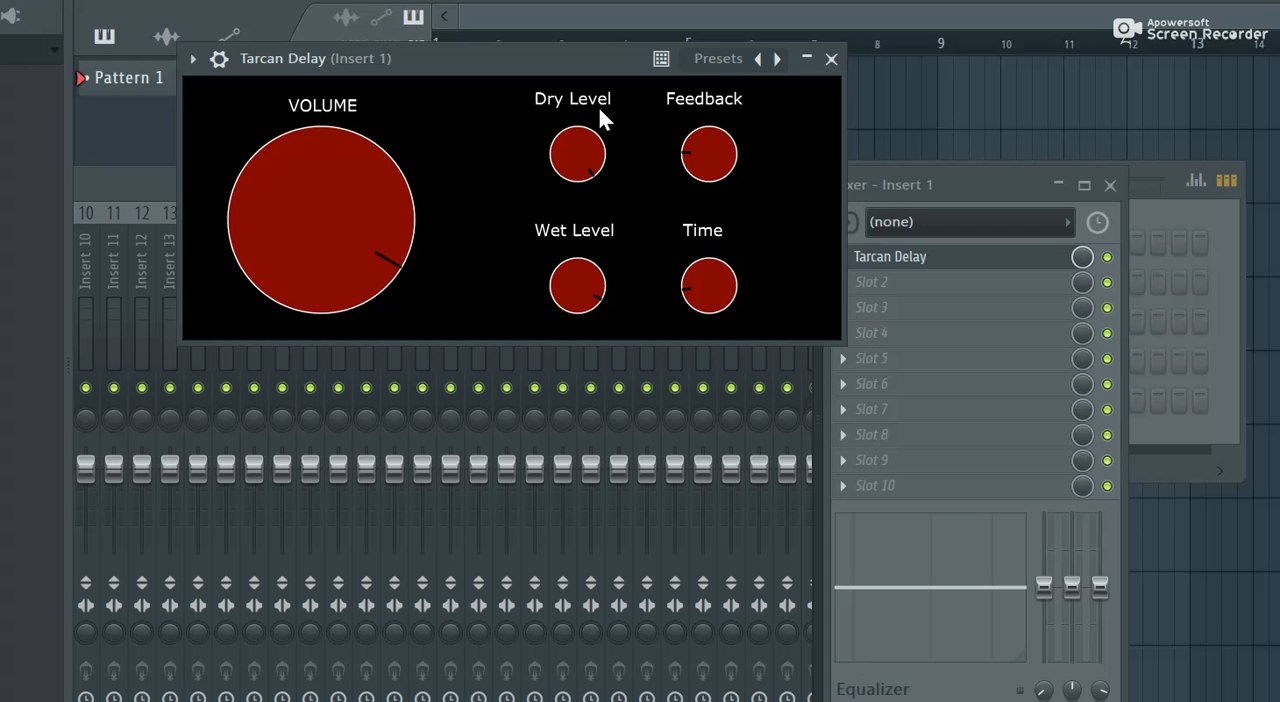 Apowersoft
Screen Recorder
1 5 8 9 10 11 12 13
Pattern 1
Tarcan Delay (Insert 1)
Presets
VOLUME
Dry Level
Feedback
Wet Level
Time
xer - Insert 1
(none)
Tarcan Delay
Slot 2
Slot 3
Slot 4
Slot 5
Slot 6
Slot 7
Slot 8
Slot 9
Slot 10
10 11 12 13
Insert 10
Insert 11
Insert 12
Insert 13
Equalizer